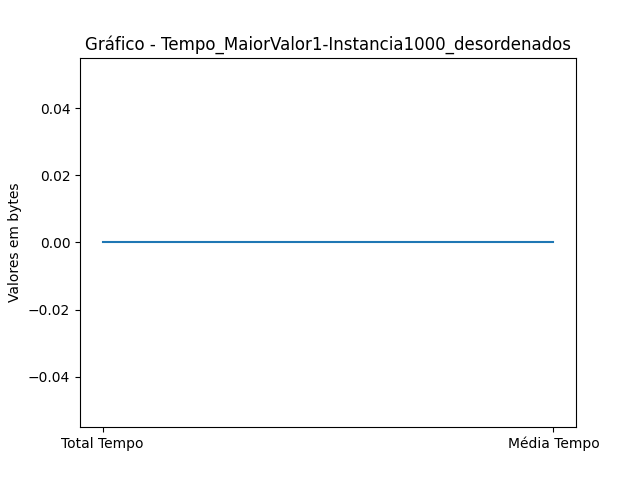 Gráfico - Tempo_MaiorValor1-Instancia1000_desordenados
Valores em bytes
0.04
0.02
0.00
−0.02
−0.04
Total Tempo
Média Tempo